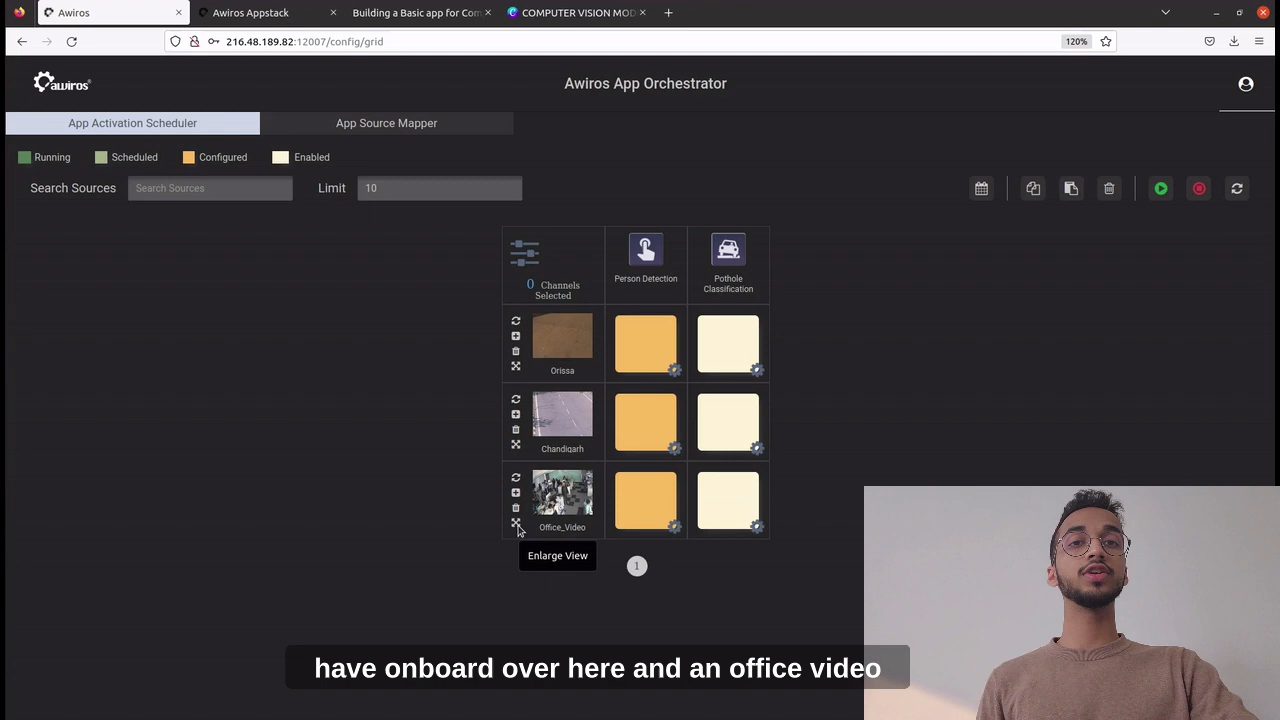 Awiros
Awiros Appstack
Building a Basic app for Com
COMPUTER VISION MOD
216.48.189.82:12007/config/grid
120%
awiros
Awiros App Orchestrator
App Activation Scheduler
App Source Mapper
Running
Scheduled
Configured
Enabled
Search Sources
Search Sources
Limit
10
0 Channels
Selected
Person Detection
Pothole
Classification
Orissa
Chandigarh
Office_Video
Enlarge View
1
have onboard over here and an office video